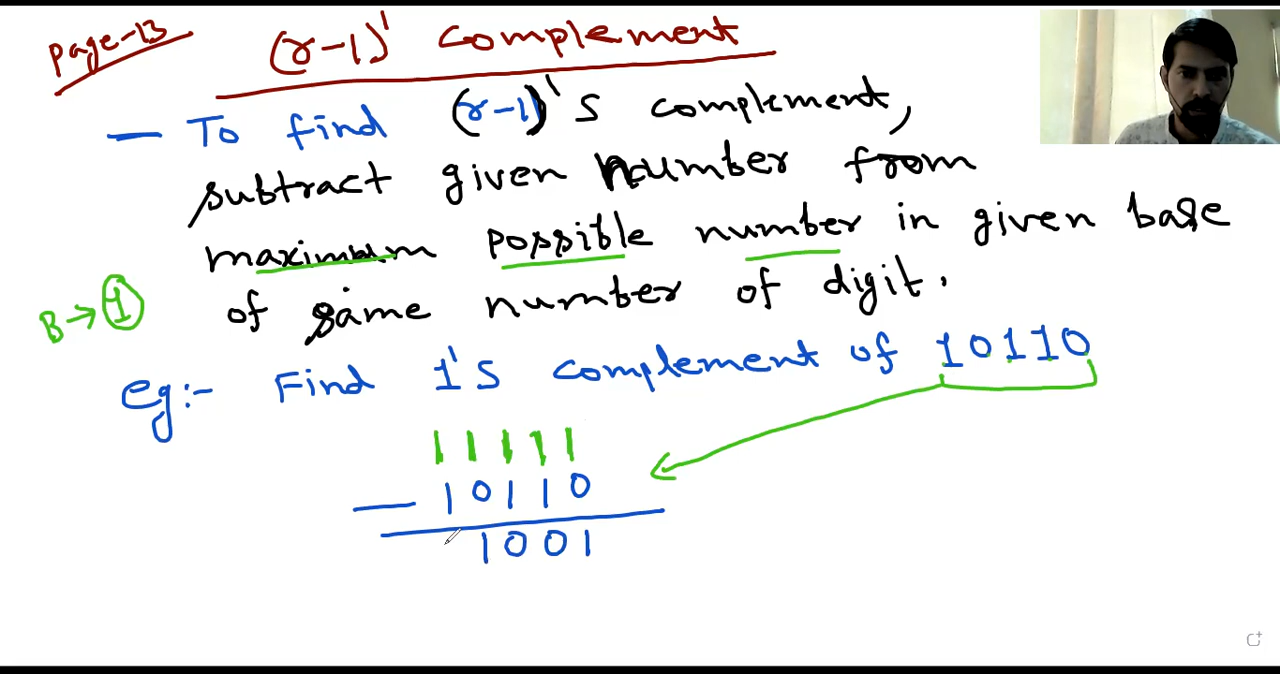 Page-13
(r-1)' complement
— To find (r-1)'s complement,
subtract given number from
maximum possible number in given base
of same number of digit.
B → 1
eg:- Find 1's complement of 10110
11111
— 10110
1001